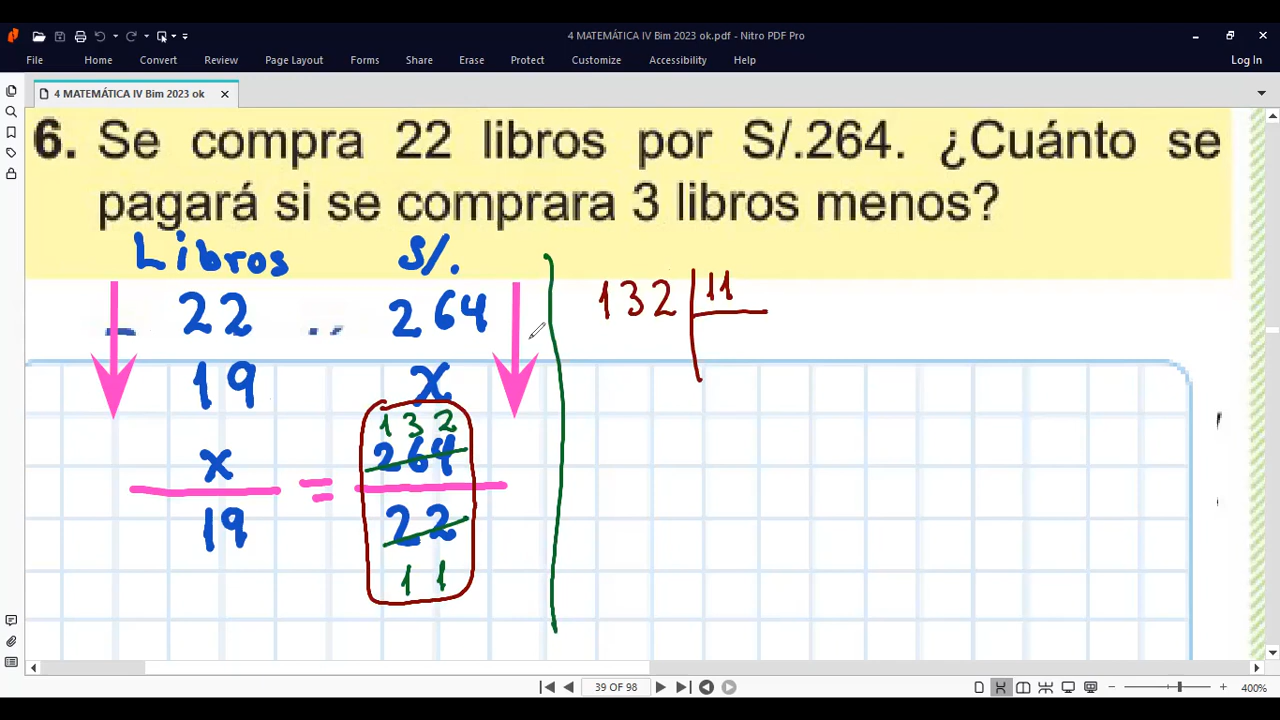 4 MATEMÁTICA IV Bim 2023 ok.pdf - Nitro PDF Pro
File Home Convert Review Page Layout Forms Share Erase Protect Customize Accessibility Help Log In
4 MATEMÁTICA IV Bim 2023 ok
6. Se compra 22 libros por S/.264. ¿Cuánto se
pagará si se comprara 3 libros menos?
Libros S/.
22 264
19 x
132
x 264
19 = 22
11
132 11
39 OF 98
400%